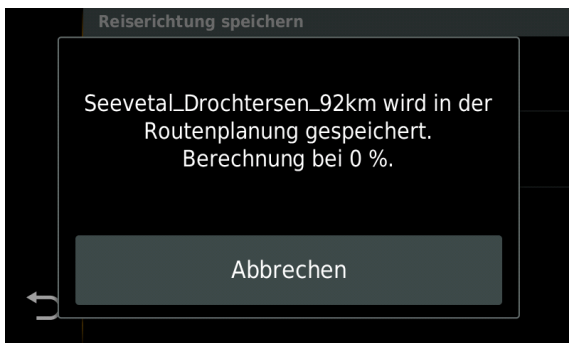 Reiserichtung speichern
Seevetal_Drochtersen_92km wird in der
Routenplanung gespeichert.
Berechnung bei 0 %.
Abbrechen